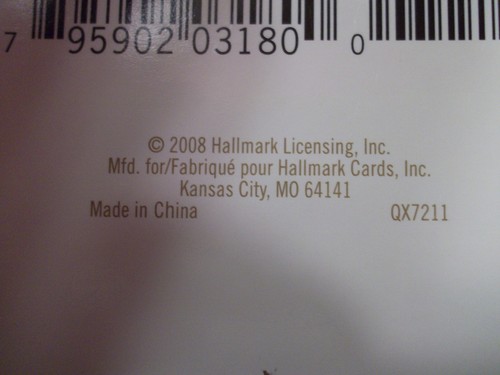 7 95902 03180 0
© 2008 Hallmark Licensing, Inc.
Mfd. for/Fabriqué pour Hallmark Cards, Inc.
Kansas City, MO 64141
Made in China QX7211